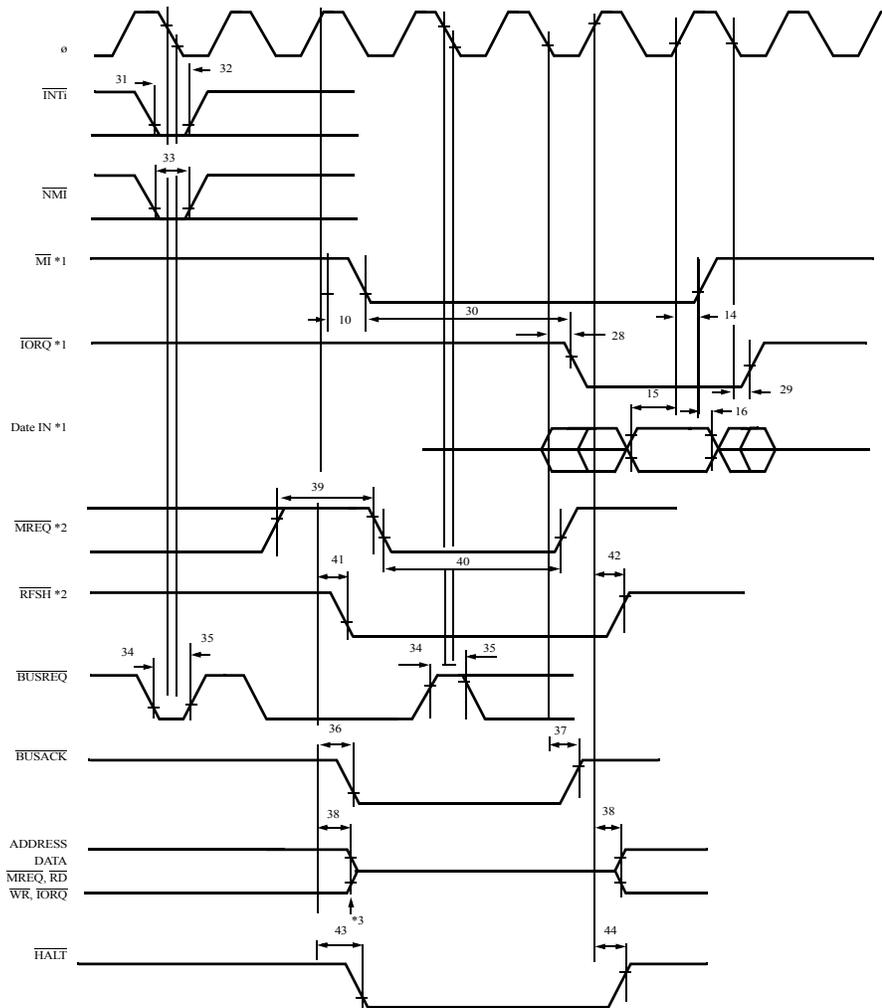 ø
31
32
INTi
33
NMI
MI *1
10
30
14
28
IORQ *1
29
15
16
Date IN *1
39
MREQ *2
40
41
42
RFSH *2
34
35
34
35
BUSREQ
36
37
BUSACK
38
38
ADDRESS
DATA
MREQ, RD
WR, IORQ
*3
43
44
HALT